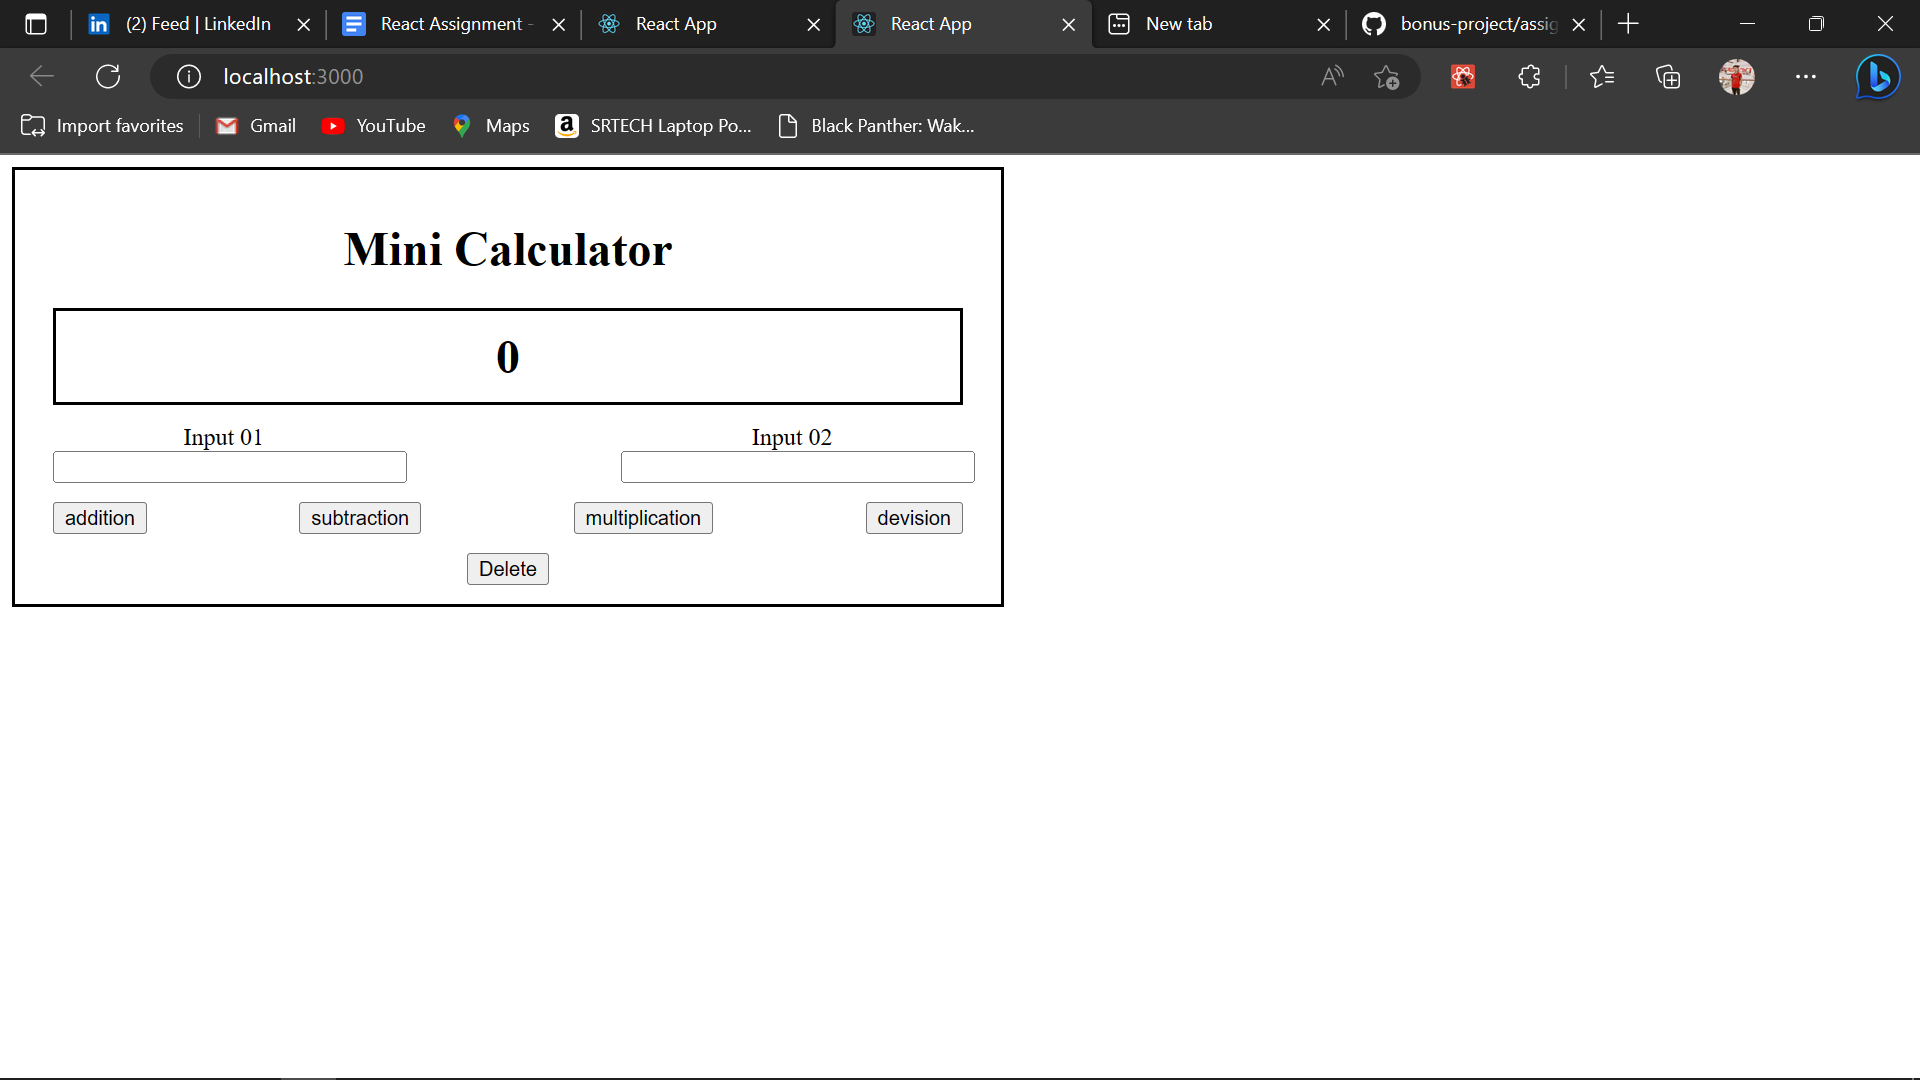 (2) Feed | LinkedIn
React Assignment -
React App
React App
New tab
bonus-project/assig
localhost:3000
Import favorites
Gmail
YouTube
Maps
SRTECH Laptop Po...
Black Panther: Wak...
Mini Calculator
0
Input 01
Input 02
addition
subtraction
multiplication
devision
Delete